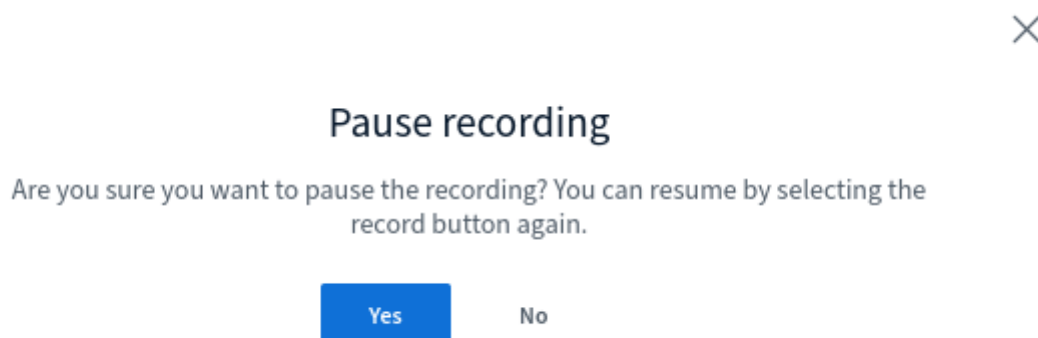 Pause recording
Are you sure you want to pause the recording? You can resume by selecting the
record button again.
Yes No